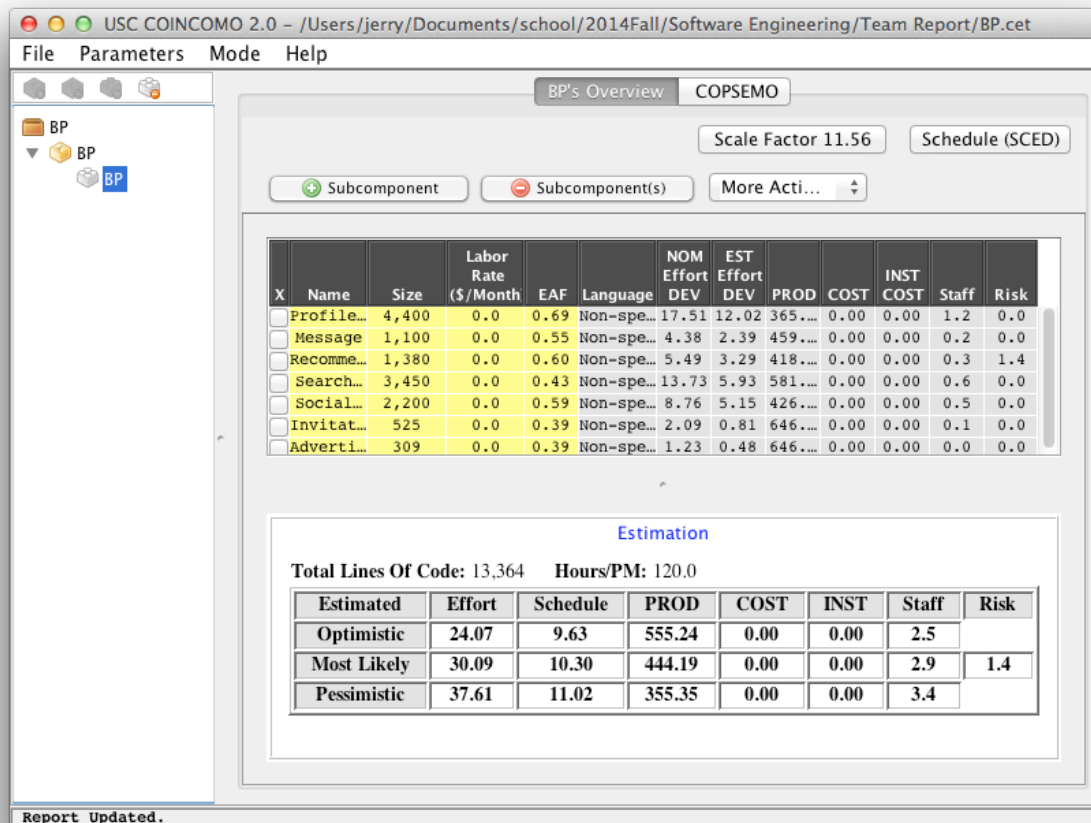 USC COINCOMO 2.0 – /Users/jerry/Documents/school/2014Fall/Software Engineering/Team Report/BP.cet
File Parameters Mode Help
BP's Overview COPSEMO
BP
BP
BP
Scale Factor 11.56 Schedule (SCED)
Subcomponent Subcomponent(s) More Acti...
X Name Size Labor Rate ($/Month EAF Language NOM Effort DEV EST Effort DEV PROD COST INST COST Staff Risk
Profile... 4,400 0.0 0.69 Non-spe... 17.51 12.02 365.... 0.00 0.00 1.2 0.0
Message 1,100 0.0 0.55 Non-spe... 4.38 2.39 459.... 0.00 0.00 0.2 0.0
Recomme... 1,380 0.0 0.60 Non-spe... 5.49 3.29 418.... 0.00 0.00 0.3 1.4
Search... 3,450 0.0 0.43 Non-spe... 13.73 5.93 581.... 0.00 0.00 0.6 0.0
Social... 2,200 0.0 0.59 Non-spe... 8.76 5.15 426.... 0.00 0.00 0.5 0.0
Invitat... 525 0.0 0.39 Non-spe... 2.09 0.81 646.... 0.00 0.00 0.1 0.0
Adverti... 309 0.0 0.39 Non-spe... 1.23 0.48 646.... 0.00 0.00 0.0 0.0
Estimation
Total Lines Of Code: 13,364 Hours/PM: 120.0
Estimated Effort Schedule PROD COST INST Staff Risk
Optimistic 24.07 9.63 555.24 0.00 0.00 2.5
Most Likely 30.09 10.30 444.19 0.00 0.00 2.9 1.4
Pessimistic 37.61 11.02 355.35 0.00 0.00 3.4
Report Updated.